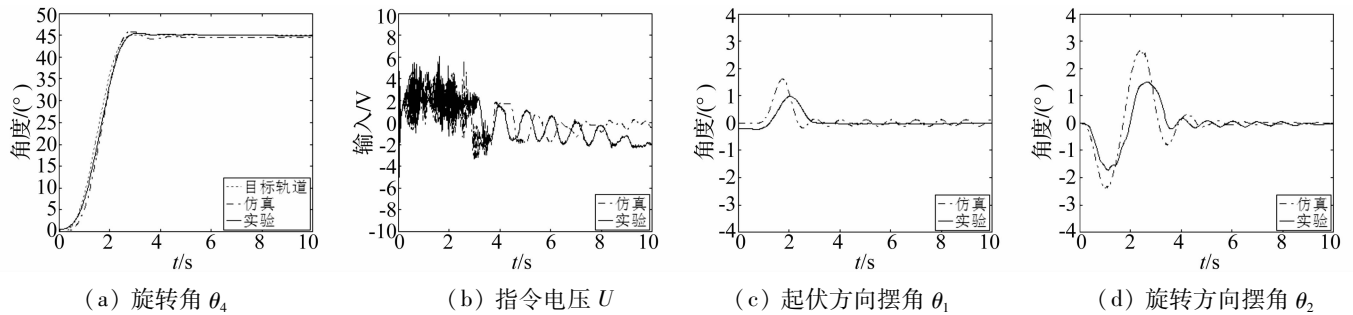 50
45
40
35
30
25
20
15
10
5
0
角度/(°)
目标轨道
仿真
实验
0 2 4 6 8 10
t/s
(a) 旋转角 θ4
10
8
6
4
2
0
-2
-4
-6
-8
-10
输入/V
仿真
实验
0 2 4 6 8 10
t/s
(b) 指令电压 U
4
3
2
1
0
-1
-2
-3
-4
角度/(°)
仿真
实验
0 2 4 6 8 10
t/s
(c) 起伏方向摆角 θ1
4
3
2
1
0
-1
-2
-3
-4
角度/(°)
仿真
实验
0 2 4 6 8 10
t/s
(d) 旋转方向摆角 θ2